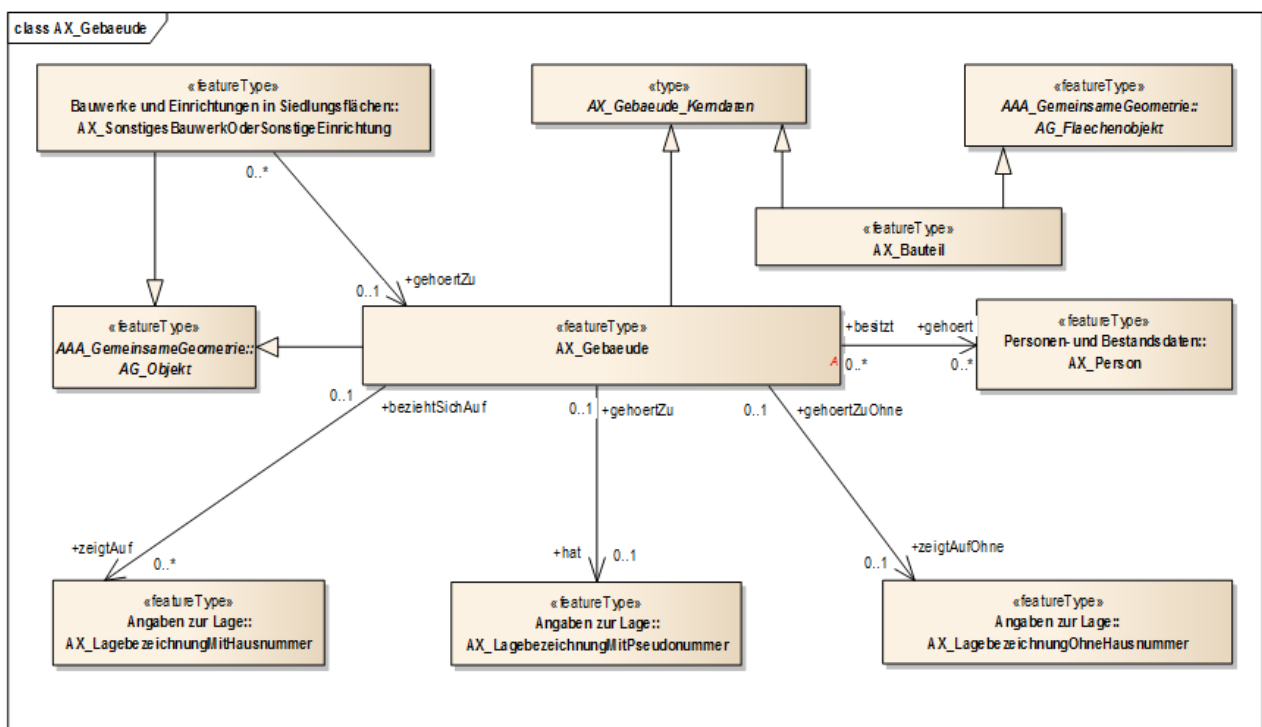 class AX_Gebaeude
«featureType»
Bauwerke und Einrichtungen in Siedlungsflächen::
AX_SonstigesBauwerkOderSonstigeEinrichtung
«type»
AX_Gebaeude_Kerndaten
«featureType»
AAA_GemeinsameGeometrie::
AG_Flaechenobjekt
0..*
«featureType»
AX_Bauteil
+gehoertZu
0..1
«featureType»
AAA_GemeinsameGeometrie::
AG_Objekt
«featureType»
AX_Gebaeude
A
+besitzt
+gehoert
0..*
0..*
«featureType»
Personen- und Bestandsdaten::
AX_Person
0..1
+beziehtSichAuf
0..1
+gehoertZu
0..1
+gehoertZuOhne
+zeigtAuf
0..*
+hat
0..1
+zeigtAufOhne
0..1
«featureType»
Angaben zur Lage::
AX_LagebezeichnungMitHausnummer
«featureType»
Angaben zur Lage::
AX_LagebezeichnungMitPseudonummer
«featureType»
Angaben zur Lage::
AX_LagebezeichnungOhneHausnummer